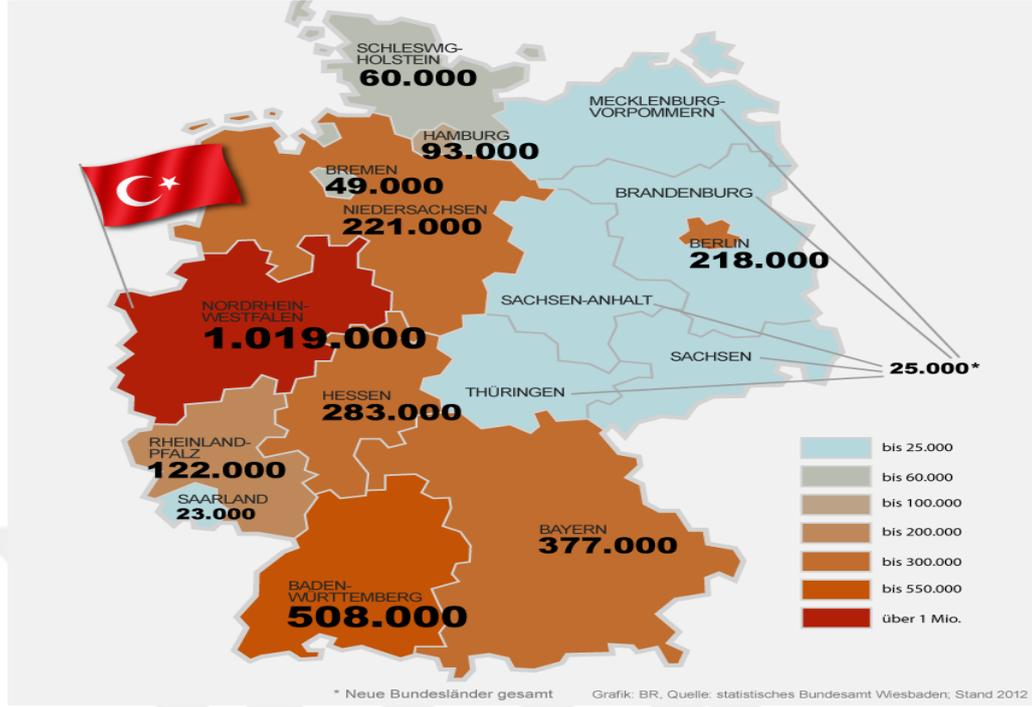 SCHLESWIG-
HOLSTEIN
60.000
MECKLENBURG-
VORPOMMERN
HAMBURG
93.000
BREMEN
49.000
BRANDENBURG
NIEDERSACHSEN
221.000
BERLIN
218.000
SACHSEN-ANHALT
NORDRHEIN-
WESTFALEN
1.019.000
SACHSEN
25.000*
THÜRINGEN
HESSEN
283.000
RHEINLAND-
PFALZ
122.000
SAARLAND
23.000
BAYERN
377.000
BADEN-
WÜRTTEMBERG
508.000
bis 25.000
bis 60.000
bis 100.000
bis 200.000
bis 300.000
bis 550.000
über 1 Mio.
* Neue Bundesländer gesamt
Grafik: BR, Quelle: statistisches Bundesamt Wiesbaden; Stand 2012